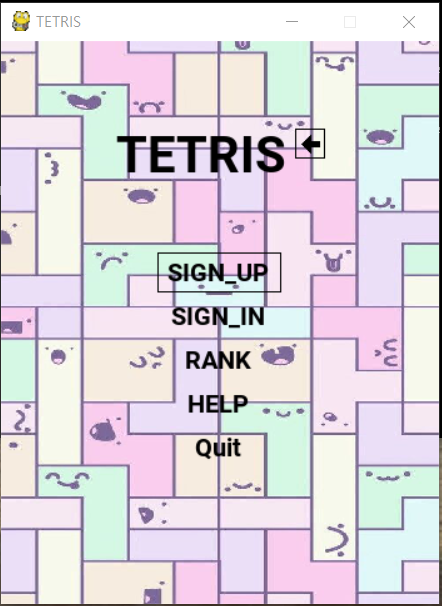 TETRIS
TETRIS
SIGN_UP
SIGN_IN
RANK
HELP
Quit